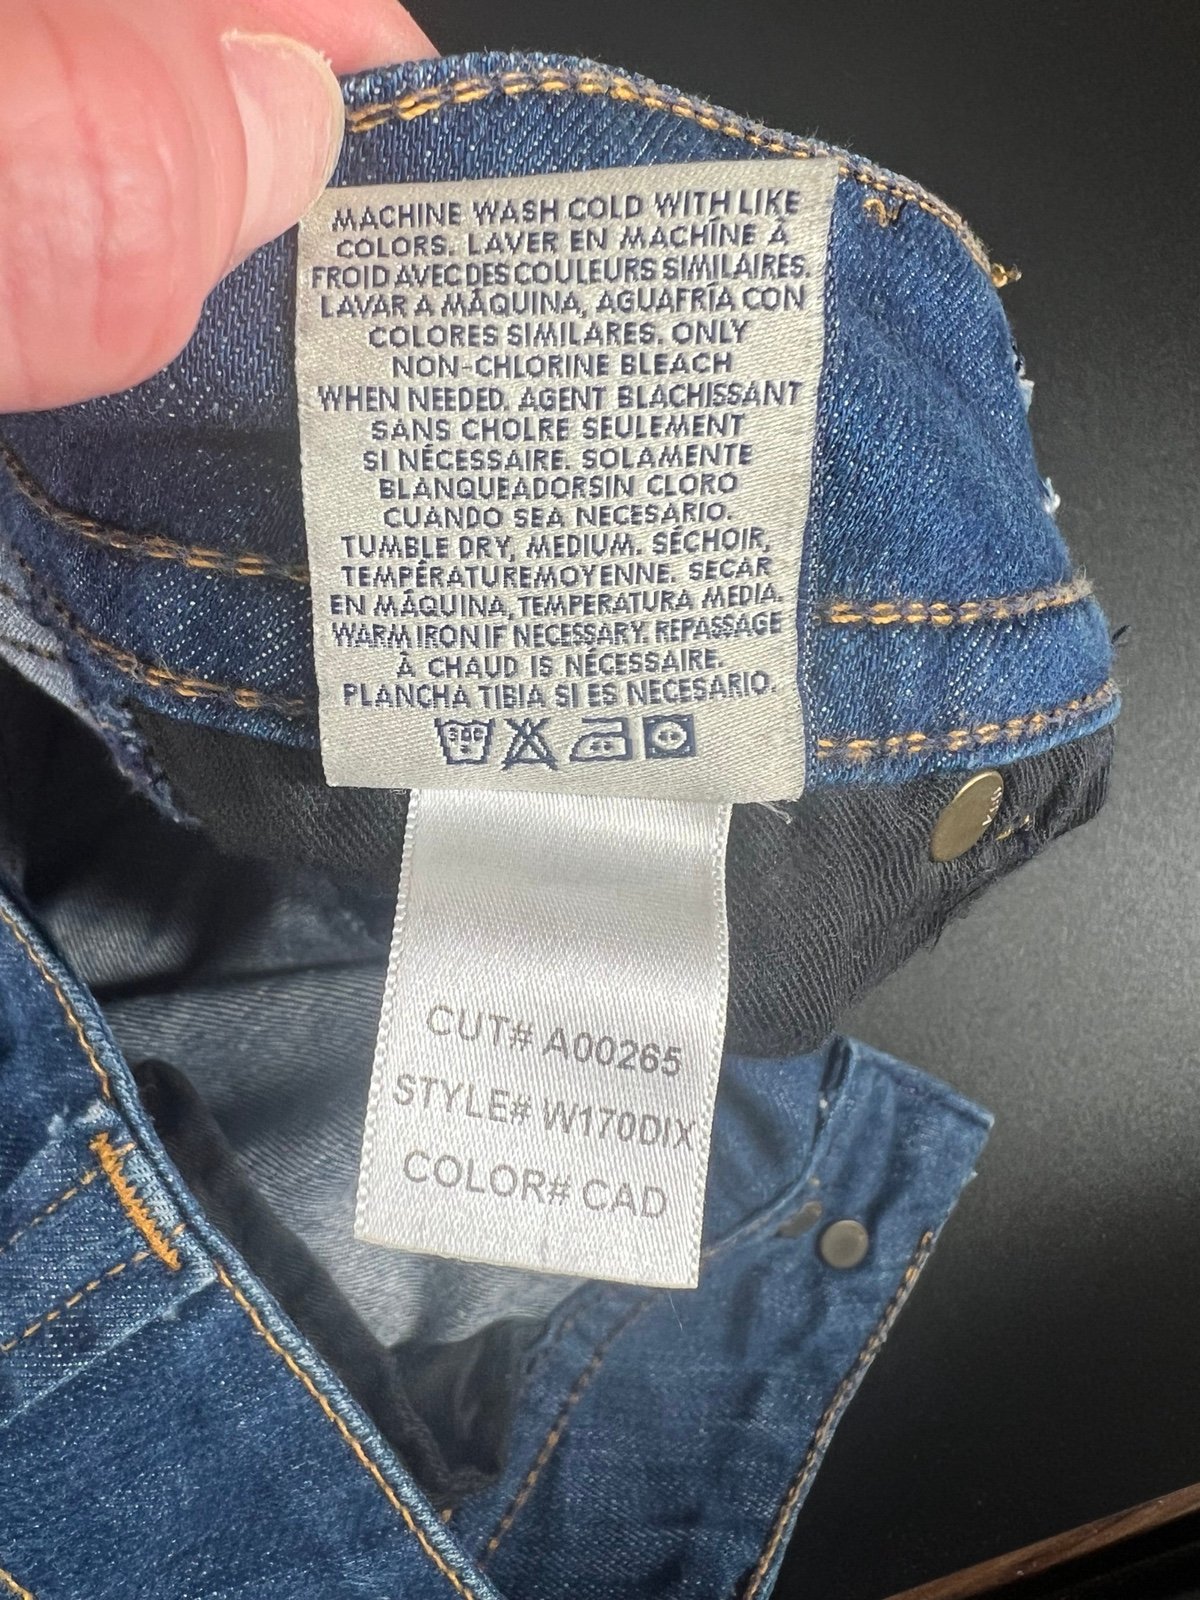 MACHINE WASH COLD WITH LIKE
COLORS. LAVER EN MACHÍNE Â
FROID AVEC DES COULEURS SIMILAIRES.
LAVAR A MÂQUINA, AGUAFRÍA CON
COLORES SIMILARES. ONLY
NON-CHLORINE BLEACH
WHEN NEEDED. AGENT BLACHISSANT
SANS CHOLRE SEULEMENT
SI NÉCESSAIRE. SOLAMENTE
BLANQUEADORSIN CLORO
CUANDO SEA NECESARIO.
TUMBLE DRY, MEDIUM. SÉCHOIR,
TEMPÉRATUREMOYENNE. SECAR
EN MÁQUINA, TEMPERATURA MEDIA.
WARM IRON IF NECESSARY. REPASSAGE
À CHAUD IS NÉCESSAIRE.
PLANCHA TIBIA SI ES NECESARIO.
30C
CUT# A00265
STYLE# W170DIX
COLOR# CAD